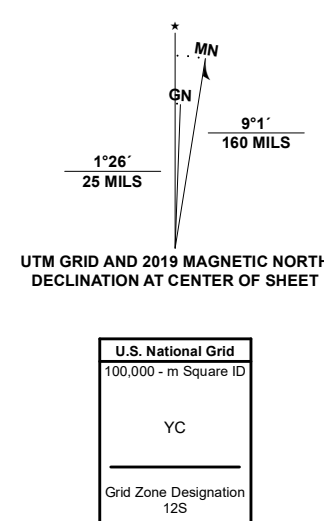 ★
MN
GN
9°1´
160 MILS
1°26´
25 MILS
UTM GRID AND 2019 MAGNETIC NORTH
DECLINATION AT CENTER OF SHEET
U.S. National Grid
100,000 - m Square ID
YC
Grid Zone Designation
12S